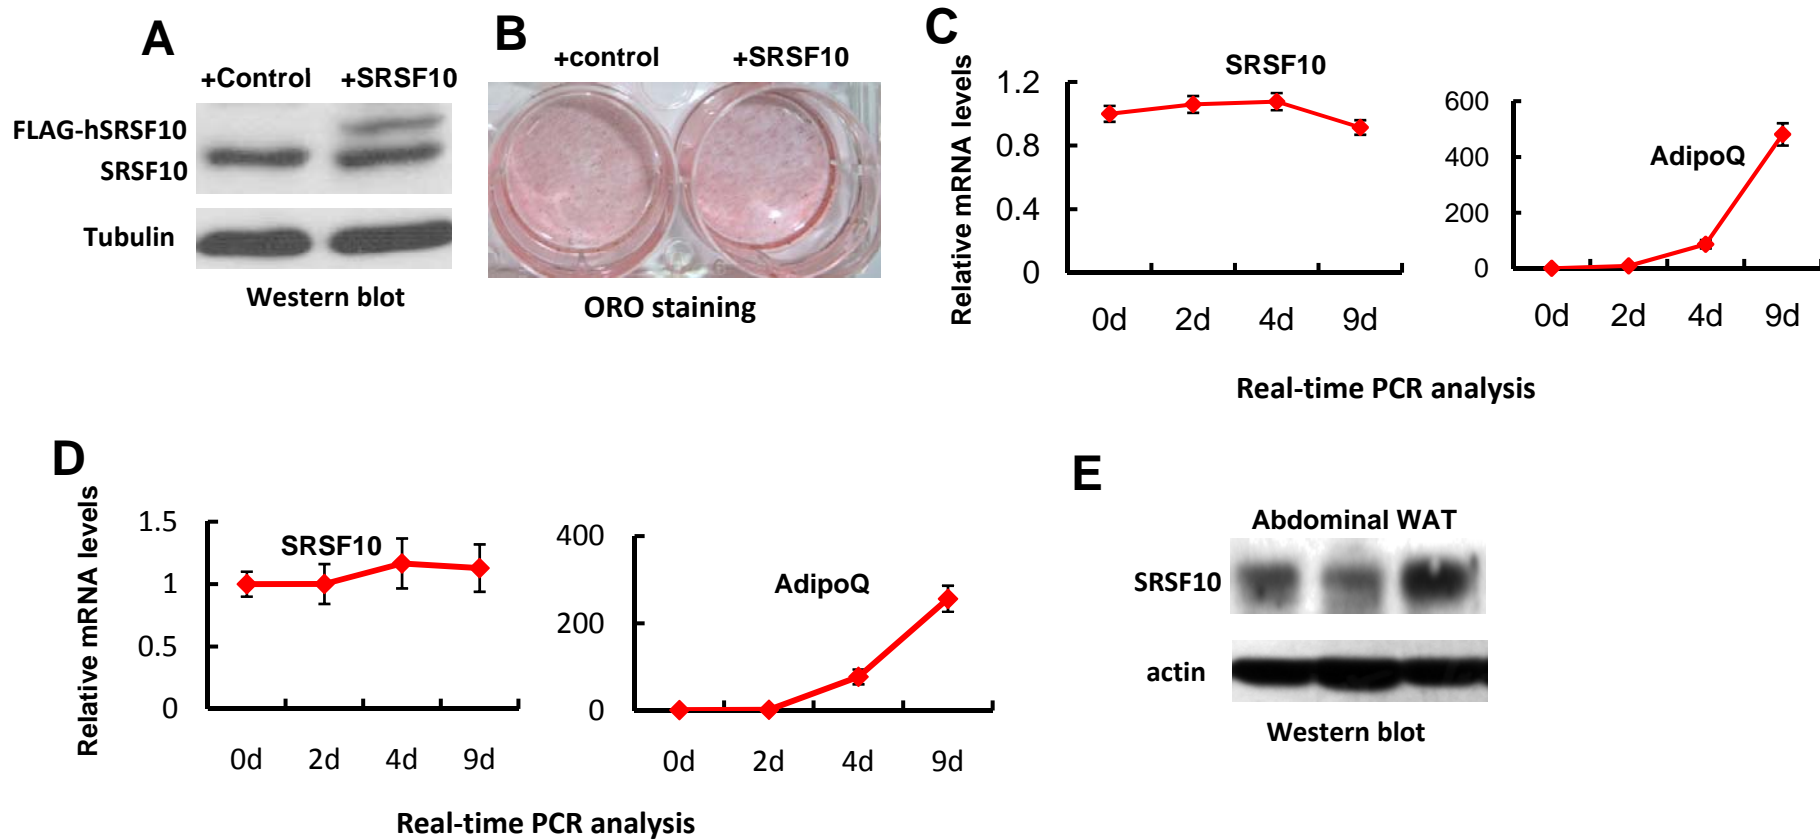 A
+Control +SRSF10
FLAG-hSRSF10
SRSF10
Tubulin
Western blot
B
+control +SRSF10
ORO staining
C
Relative mRNA levels
SRSF10
1.2
0.8
0.4
0
0d 2d 4d 9d
AdipoQ
600
400
200
0
0d 2d 4d 9d
Real-time PCR analysis
D
Relative mRNA levels
SRSF10
1.5
1
0.5
0
0d 2d 4d 9d
AdipoQ
400
200
0
0d 2d 4d 9d
Real-time PCR analysis
E
Abdominal WAT
SRSF10
actin
Western blot